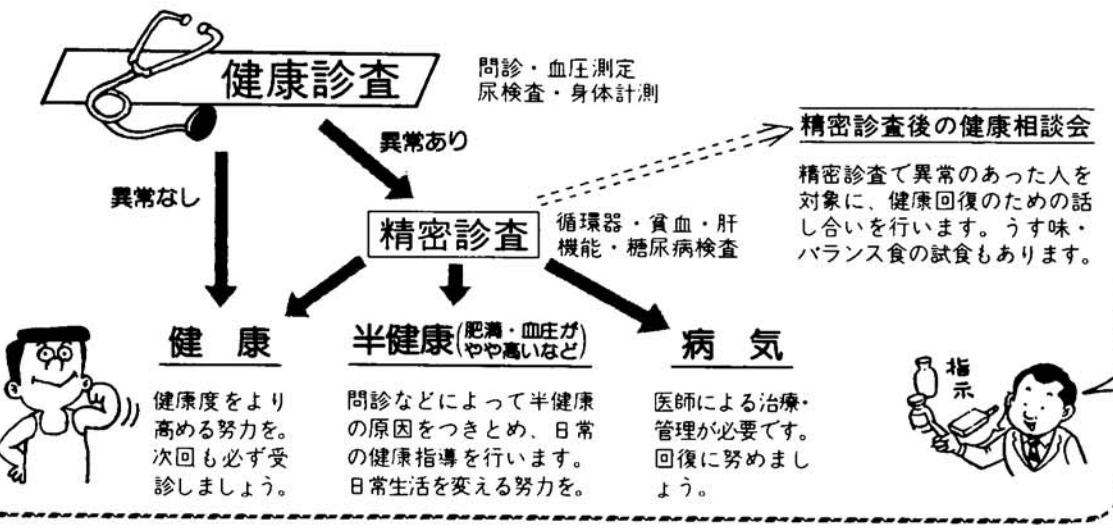 健康診査
問診・血圧測定
尿検査・身体計測
異常なし
異常あり
精密診査
循環器・貧血・肝
機能・糖尿病検査
精密診査後の健康相談会
精密診査で異常のあった人を
対象に、健康回復のための話
し合いを行います。うす味・
バランス食の試食もあります。
健康
健康度をより
高める努力を。
次回も必ず受
診しましょう。
半健康(肥満・血圧が
やや高いなど)
問診などによって半健康
の原因をつきとめ、日常
の健康指導を行います。
日常生活を変える努力を。
病気
医師による治療・
管理が必要です。
回復に努めまし
ょう。
指示